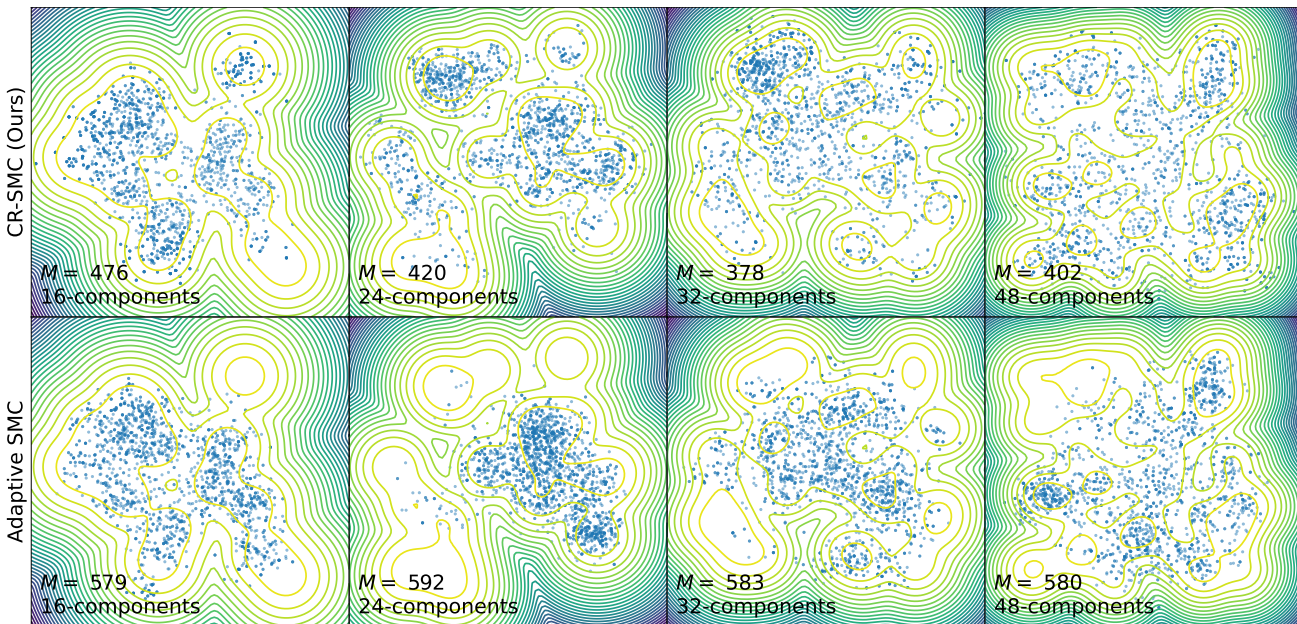 CR-SMC (Ours)
M = 476
16-components
M = 420
24-components
M = 378
32-components
M = 402
48-components
Adaptive SMC
M = 579
16-components
M = 592
24-components
M = 583
32-components
M = 580
48-components